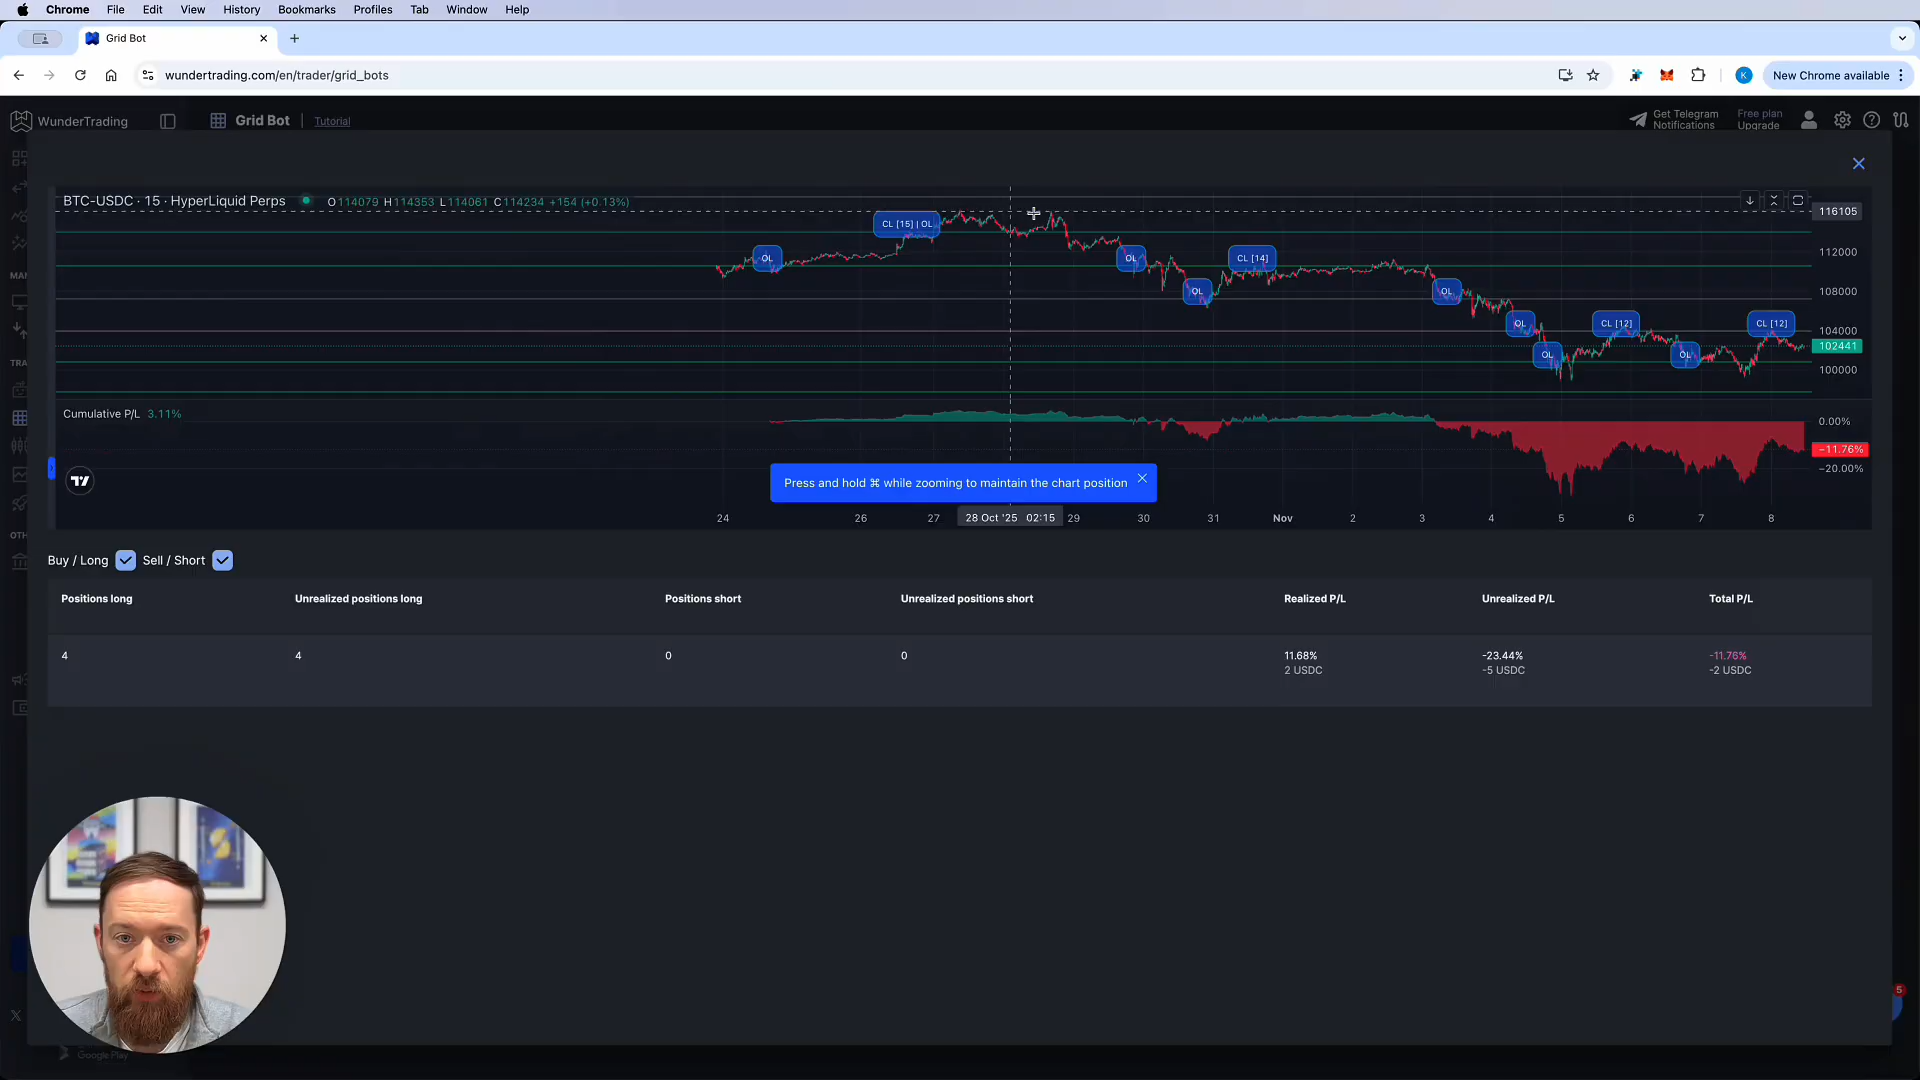 Chrome File Edit View History Bookmarks Profiles Tab Window Help
Grid Bot
wundertrading.com/en/trader/grid_bots
K
New Chrome available
WunderTrading
Grid Bot | Tutorial
Get Telegram
Notifications
Free plan
Upgrade
BTC-USDC · 15 · HyperLiquid Perps O114079 H114353 L114061 C114234 +154 (+0.13%)
116105
CL [15] | OL
OL
OL
CL [14]
112000
OL
OL
108000
OL
CL [12]
CL [12]
104000
102441
OL
OL
100000
Cumulative P/L 3.11%
0.00%
−11.76%
−20.00%
Press and hold ⌘ while zooming to maintain the chart position
24 26 27 28 Oct '25 02:15 29 30 31 Nov 2 3 4 5 6 7 8
Buy / Long Sell / Short
Positions long Unrealized positions long Positions short Unrealized positions short Realized P/L Unrealized P/L Total P/L
4 4 0 0 11.68% -23.44% -11.76%
2 USDC -5 USDC -2 USDC
MAN
TRA
OTH
5
Google Play